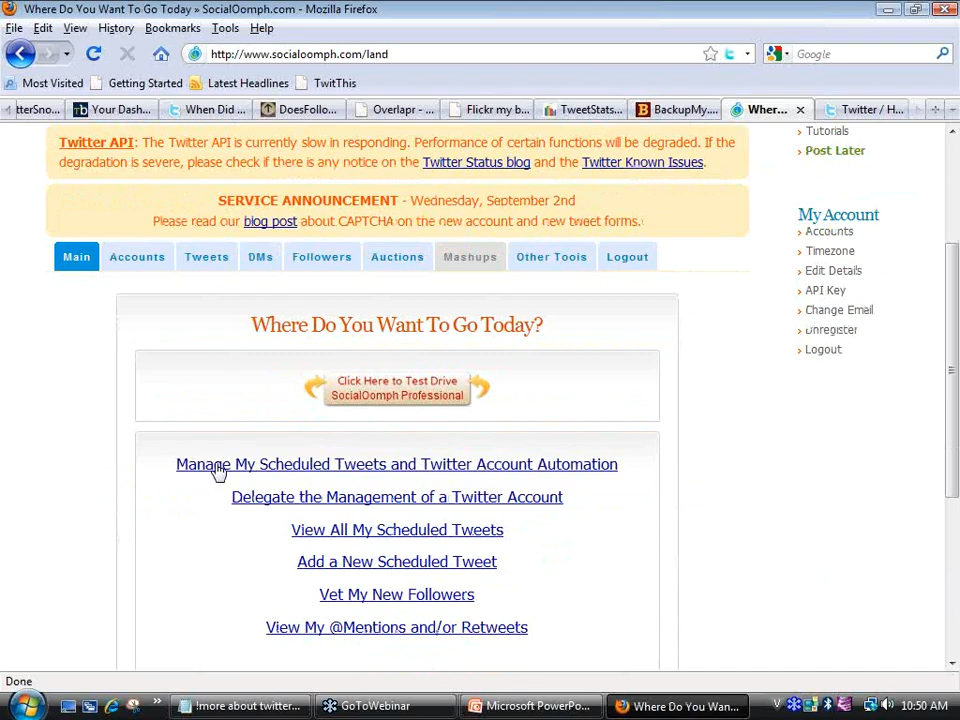 Where Do You Want To Go Today » SocialOomph.com - Mozilla Firefox
File Edit View History Bookmarks Tools Help
http://www.socialoomph.com/land
Google
Most Visited Getting Started Latest Headlines TwitThis
tterSno... Your Dash... When Did ... DoesFollo... Overlapr - ... Flickr my b... TweetStats... BackupMy,... Wher... Twitter / H...
Twitter API: The Twitter API is currently slow in responding. Performance of certain functions will be degraded. If the
degradation is severe, please check if there is any notice on the Twitter Status blog and the Twitter Known Issues.
SERVICE ANNOUNCEMENT - Wednesday, September 2nd
Please read our blog post about CAPTCHA on the new account and new tweet forms.
Tutorials
Post Later
My Account
Accounts
Timezone
Edit Details
API Key
Change Email
Unregister
Logout
Main Accounts Tweets DMs Followers Auctions Mashups Other Tools Logout
Where Do You Want To Go Today?
Click Here to Test Drive
SocialOomph Professional
Manage My Scheduled Tweets and Twitter Account Automation
Delegate the Management of a Twitter Account
View All My Scheduled Tweets
Add a New Scheduled Tweet
Vet My New Followers
View My @Mentions and/or Retweets
Done
!more about twitter... GoToWebinar Microsoft PowerPo... Where Do You Wan... V 10:50 AM